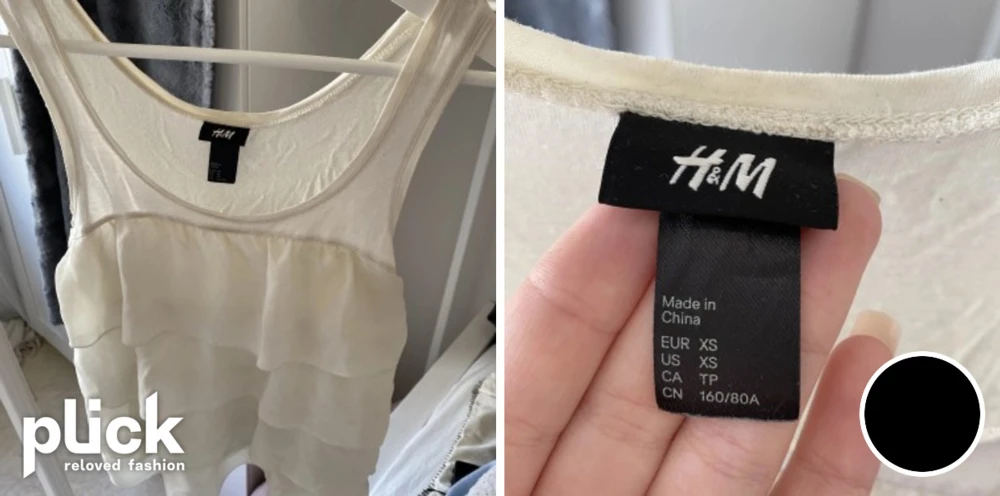 H&M
plick
reloved fashion
H&M
Made in
China
EUR XS
US XS
CA TP
CN 160/80A